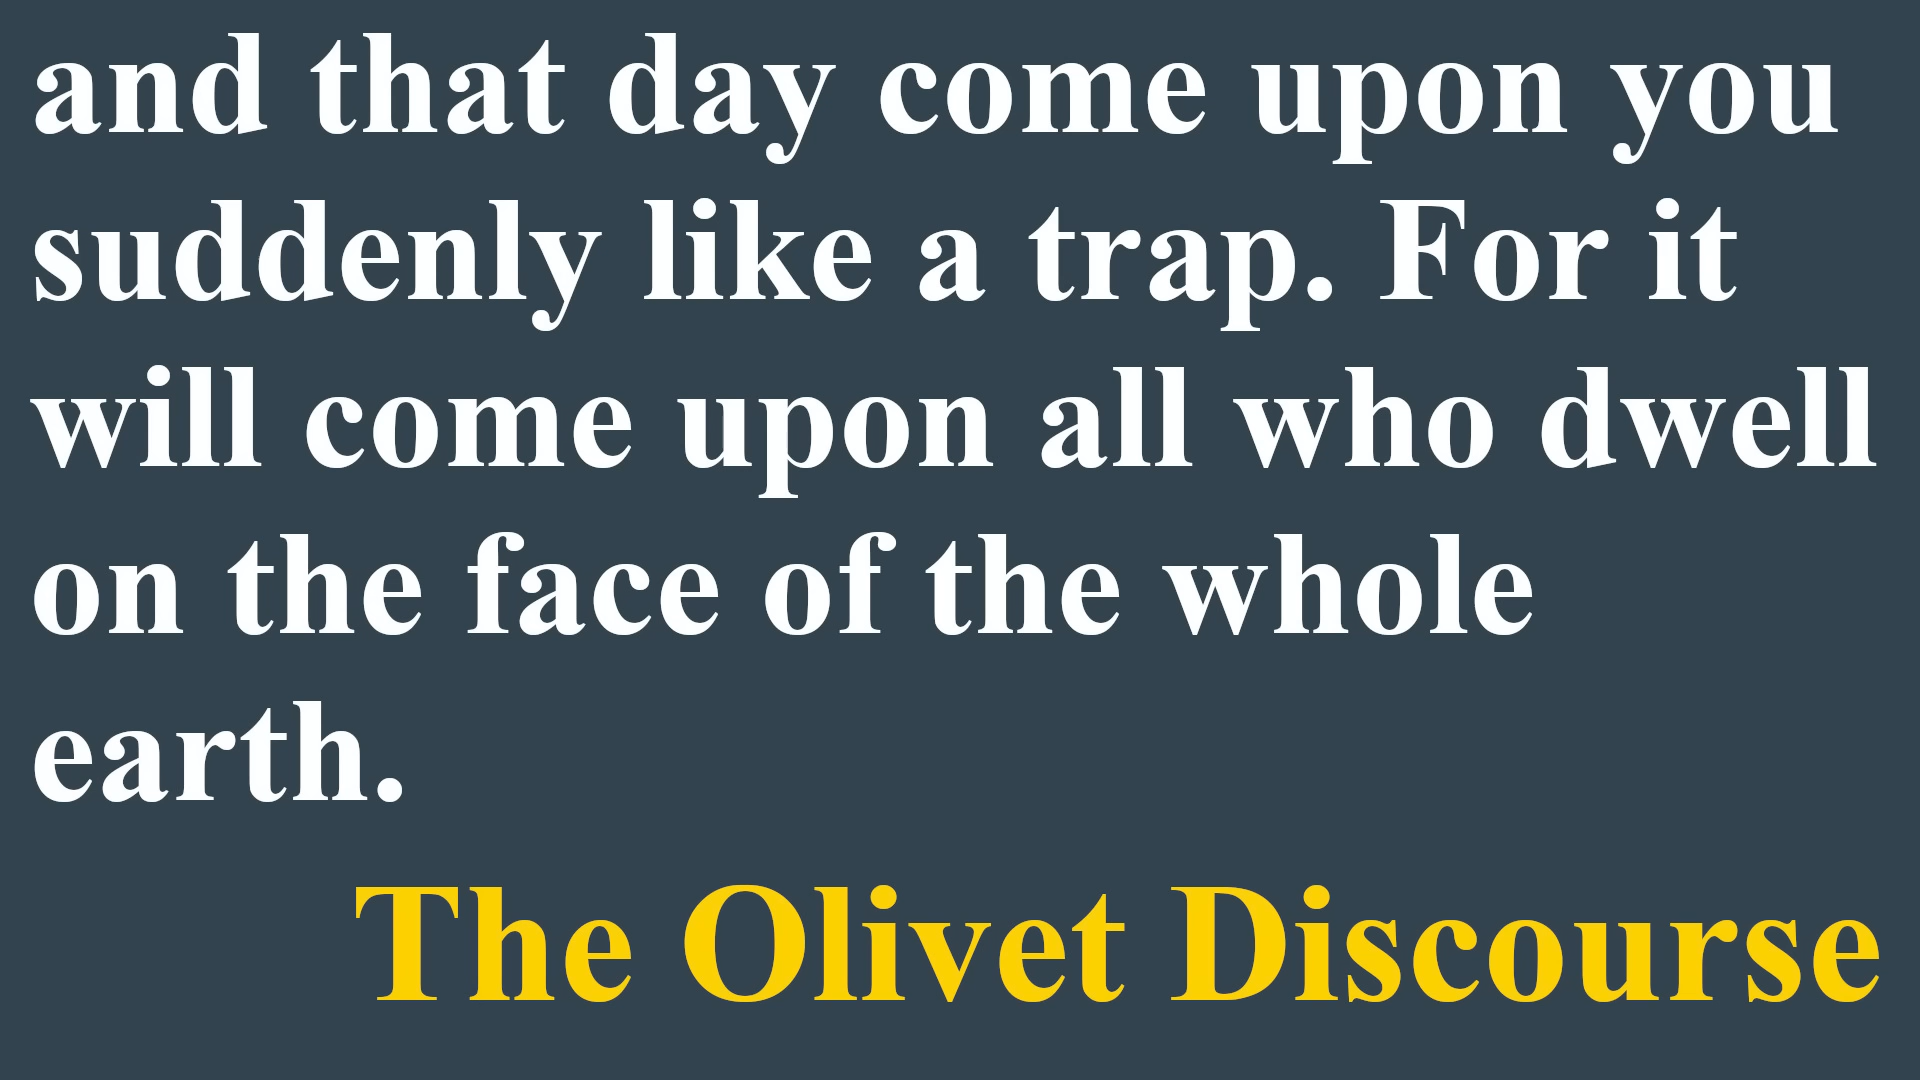 and that day come upon you
suddenly like a trap. For it
will come upon all who dwell
on the face of the whole
earth.
The Olivet Discourse